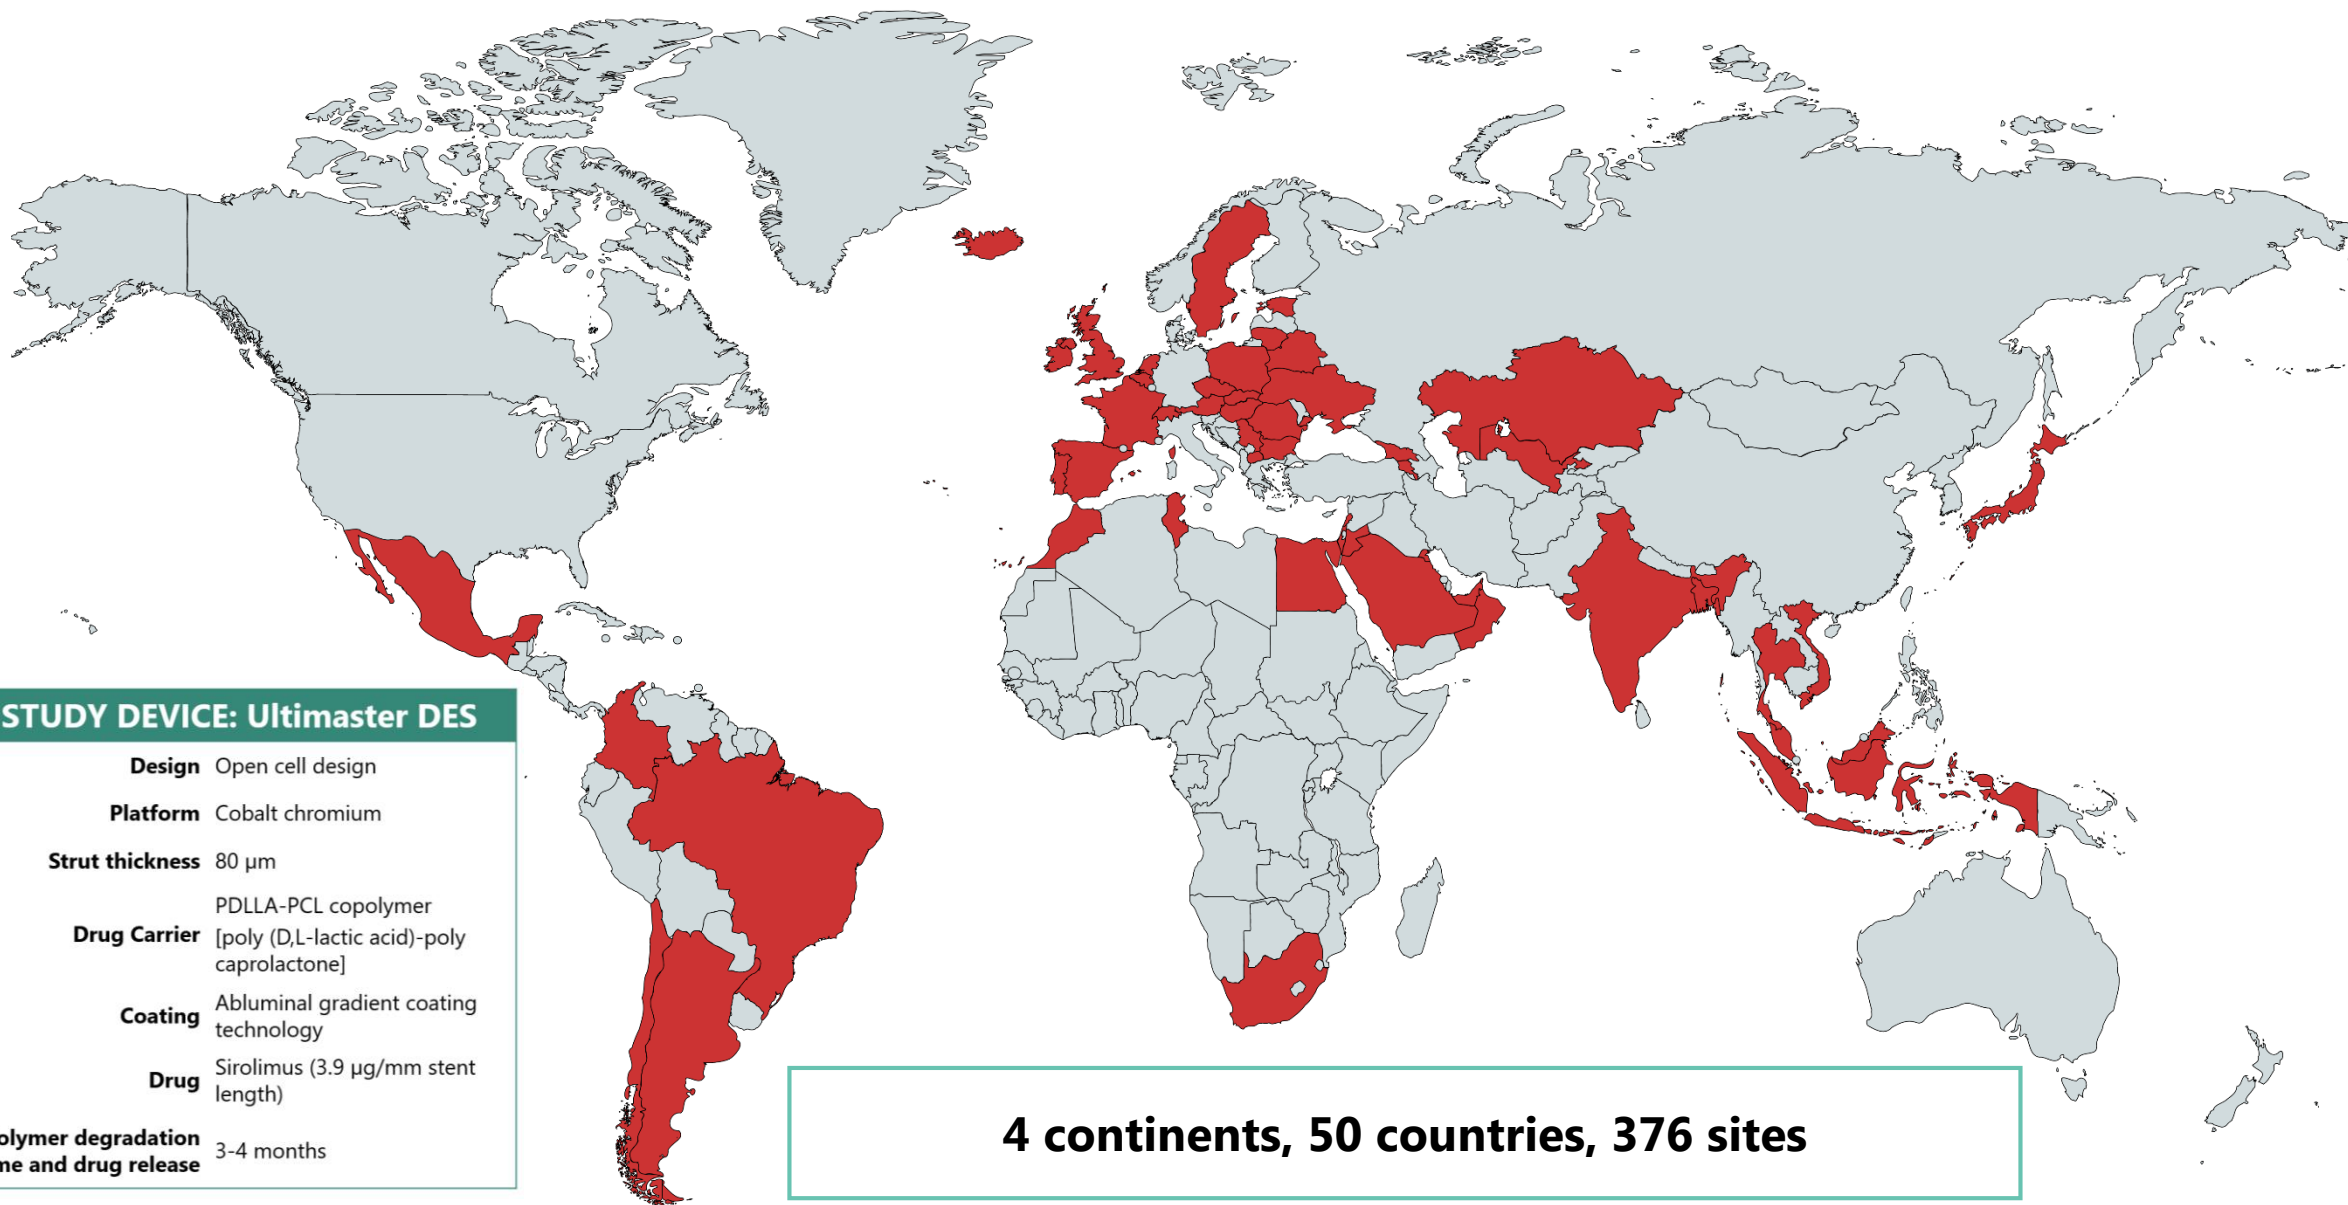 STUDY DEVICE: Ultimaster DES
Design Open cell design
Platform Cobalt chromium
Strut thickness 80 µm
Drug Carrier PDLLA-PCL copolymer
[poly (D,L-lactic acid)-poly
caprolactone]
Coating Abluminal gradient coating
technology
Drug Sirolimus (3.9 µg/mm stent
length)
olymer degradation
me and drug release 3-4 months
4 continents, 50 countries, 376 sites